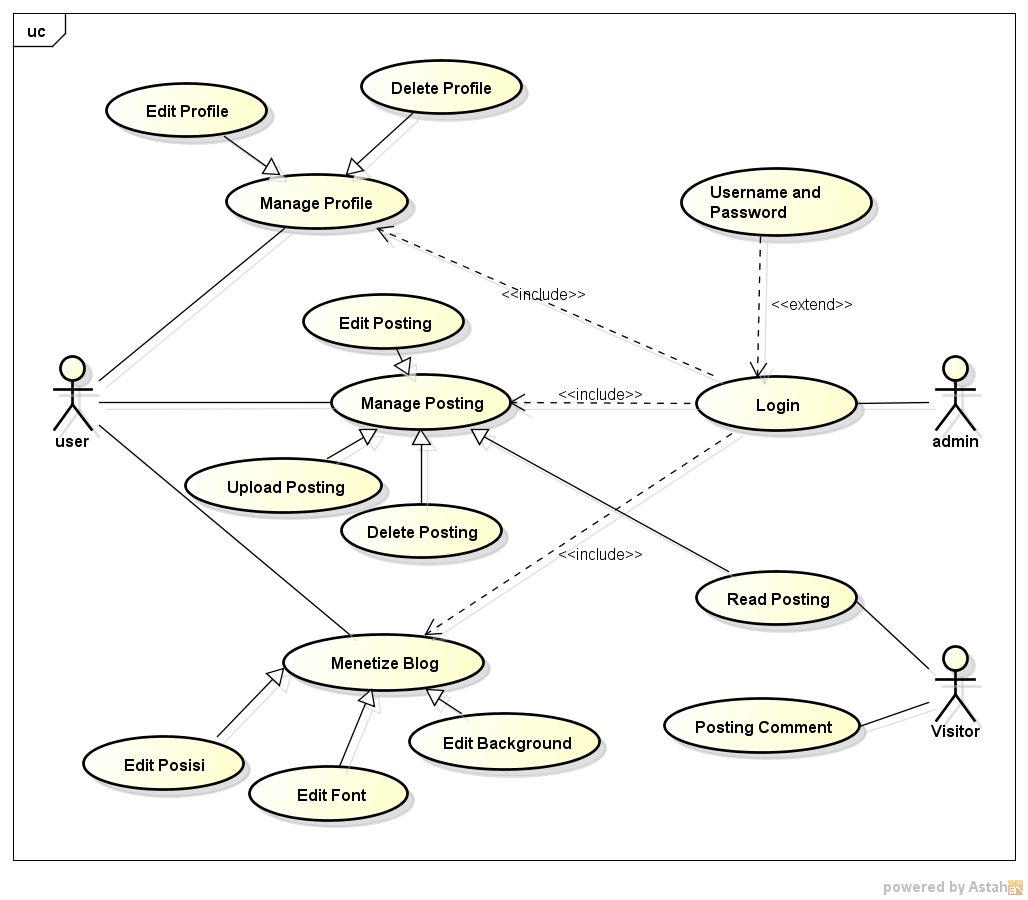 uc
Delete Profile
Edit Profile
Manage Profile
Username and
Password
<<include>>
<<extend>>
Edit Posting
Manage Posting
<<include>>
Login
user
admin
Upload Posting
Delete Posting
<<include>>
Read Posting
Menetize Blog
Posting Comment
Visitor
Edit Background
Edit Posisi
Edit Font
powered by Astah